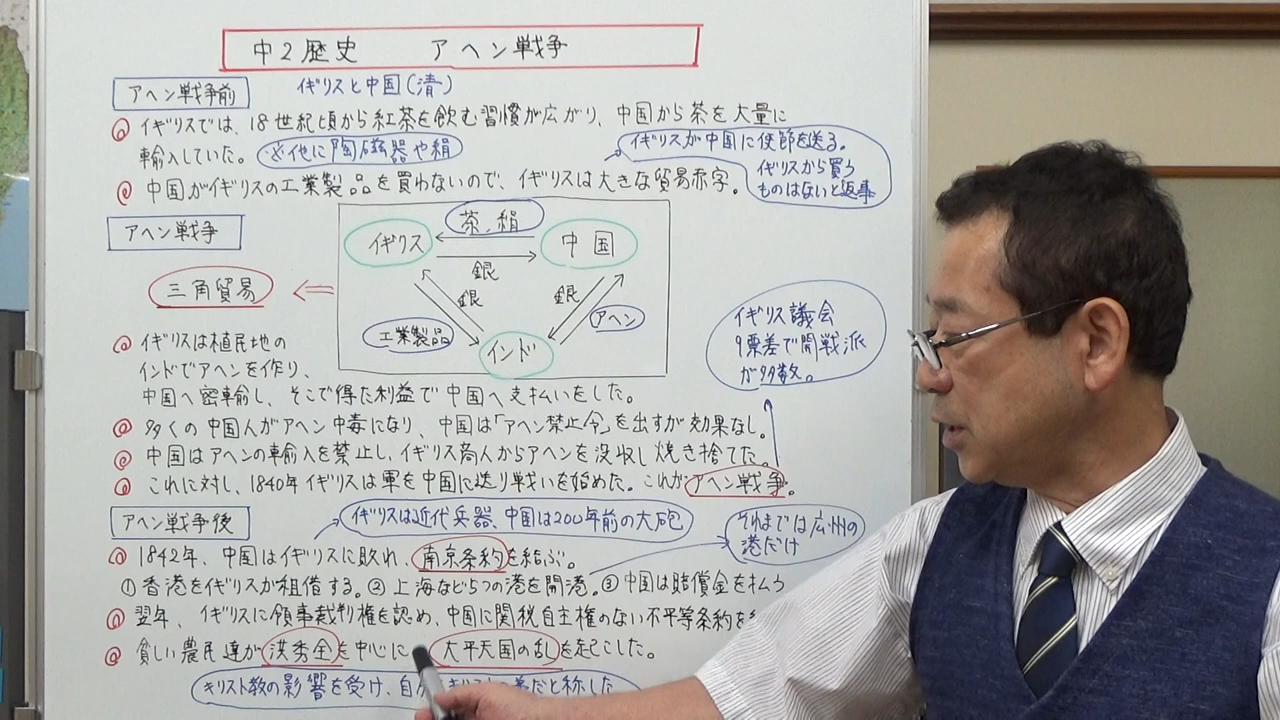 中2歴史 アヘン戦争
アヘン戦争前 イギリスと中国(清)
◎ イギリスでは、18世紀頃から紅茶を飲む習慣が広がり、中国から茶を大量に
輸入していた。 ※他に陶磁器や絹
イギリスが中国に使節を送る。
イギリスから買う
ものはないと返事
◎ 中国がイギリスの工業製品を買わないので、イギリスは大きな貿易赤字。
アヘン戦争
茶、絹
イギリス 中国
銀
銀 銀
工業製品 アヘン
インド
三角貿易
イギリス議会
9票差で開戦派
が多数。
◎ イギリスは植民地の
インドでアヘンを作り、
中国へ密輸し、そこで得た利益で中国へ支払いをした。
◎ 多くの中国人がアヘン中毒になり、中国は「アヘン禁止令」を出すが効果なし。
◎ 中国はアヘンの輸入を禁止し、イギリス商人からアヘンを没収し焼き捨てた。
◎ これに対し、1840年イギリスは軍を中国に送り戦いを始めた。これがアヘン戦争。
アヘン戦争後 イギリスは近代兵器、中国は200年前の大砲
それまでは広州の
港だけ
◎ 1842年、中国はイギリスに敗れ、南京条約を結ぶ。
① 香港をイギリスが租借する。② 上海など5つの港を開港。③ 中国は賠償金を払う
◎ 翌年、イギリスに領事裁判権を認め、中国に関税自主権のない不平等条約を
◎ 貧しい農民達が洪秀全を中心に 太平天国の乱を起こした。
キリスト教の影響を受け、自 だと称した